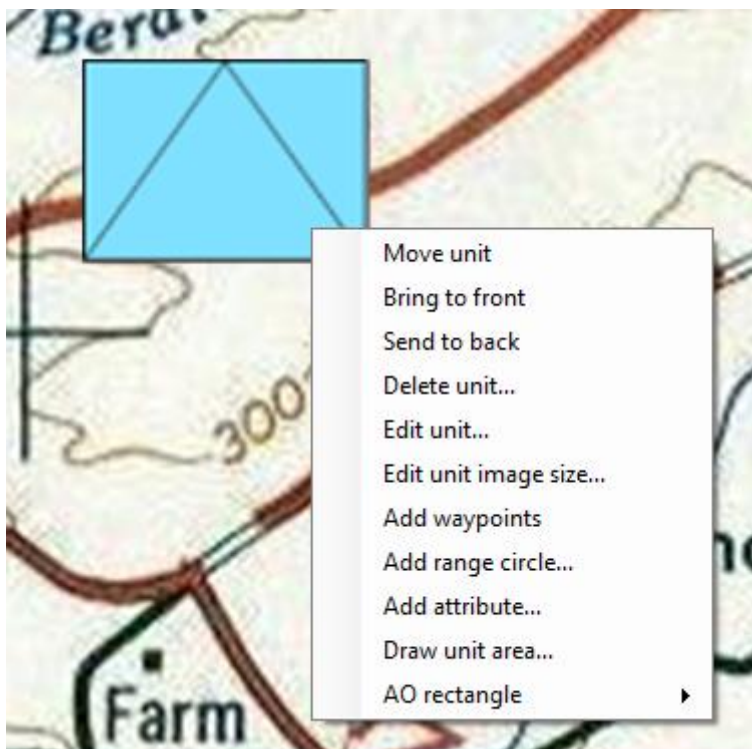 Move unit
Bring to front
Send to back
Delete unit...
Edit unit...
Edit unit image size...
Add waypoints
300
Add range circle...
Add attribute...
Draw unit area...
AO rectangle
Farm